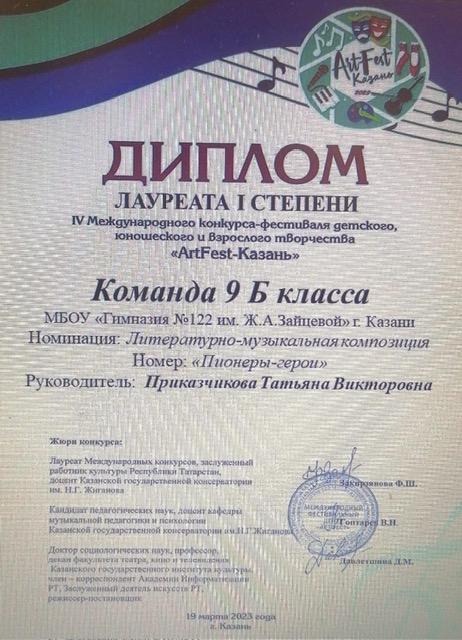 ArtFest
Казань
2023
ДИПЛОМ
ЛАУРЕАТА I СТЕПЕНИ
IV Международного конкурса-фестиваля детского,
юношеского и взрослого творчества
«ArtFest-Казань»
Команда 9 Б класса
МБОУ «Гимназия №122 им. Ж.А.Зайцевой» г. Казани
Номинация: Литературно-музыкальная композиция
Номер: «Пионеры-герои»
Руководитель: Приказчикова Татьяна Викторовна
Жюри конкурса:
Лауреат Международных конкурсов, заслуженный
работник культуры Республики Татарстан,
доцент Казанской государственной консерватории
им. Н.Г. Жиганова
Закирзянова Ф.Ш.
Кандидат педагогических наук, доцент кафедры
музыкальной педагогики и психологии
Казанской государственной консерватории им.Н.Г.Жиганова
Гоптарев В.Н.
Доктор социологических наук, профессор,
декан факультета театра, кино и телевидения
Казанского государственного института культуры,
член – корреспондент Академии Информатизации
РТ, Заслуженный деятель искусств РТ,
режиссер-постановщик
Давлетшина Д.М.
МЕЖДУНАРОДНЫЙ
ФЕСТИВАЛЬНЫЙ
19 марта 2023 года
г. Казань